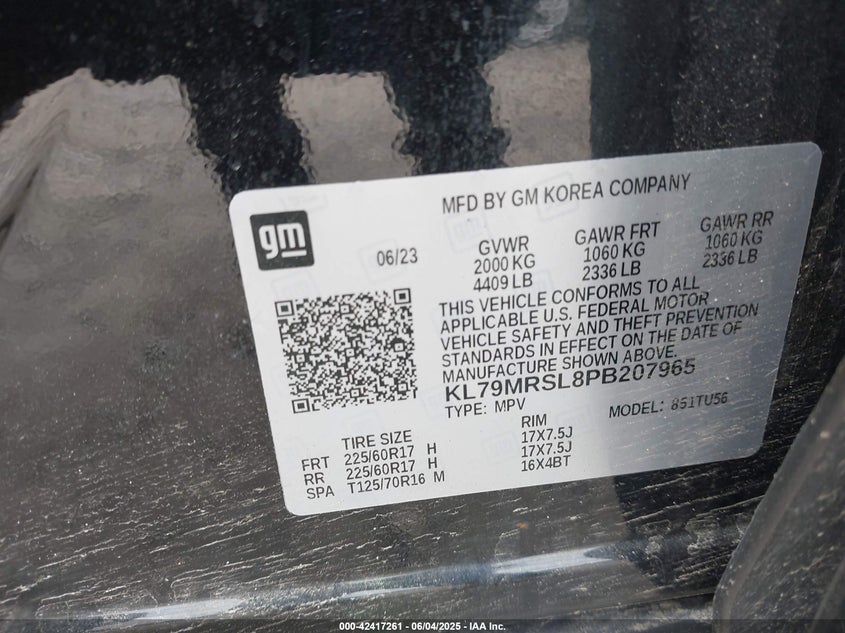 MFD BY GM KOREA COMPANY
gm
06/23
GVWR
2000 KG
4409 LB
GAWR FRT
1060 KG
2336 LB
GAWR RR
1060 KG
2336 LB
THIS VEHICLE CONFORMS TO ALL
APPLICABLE U.S. FEDERAL MOTOR
VEHICLE SAFETY AND THEFT PREVENTION
STANDARDS IN EFFECT ON THE DATE OF
MANUFACTURE SHOWN ABOVE.
KL79MRSL8PB207965
TYPE: MPV
MODEL: 851TU56
TIRE SIZE
RIM
FRT 225/60R17 H 17X7.5J
RR 225/60R17 H 17X7.5J
SPA T125/70R16 M 16X4BT
000-42417261 - 06/04/2025 - IAA Inc.